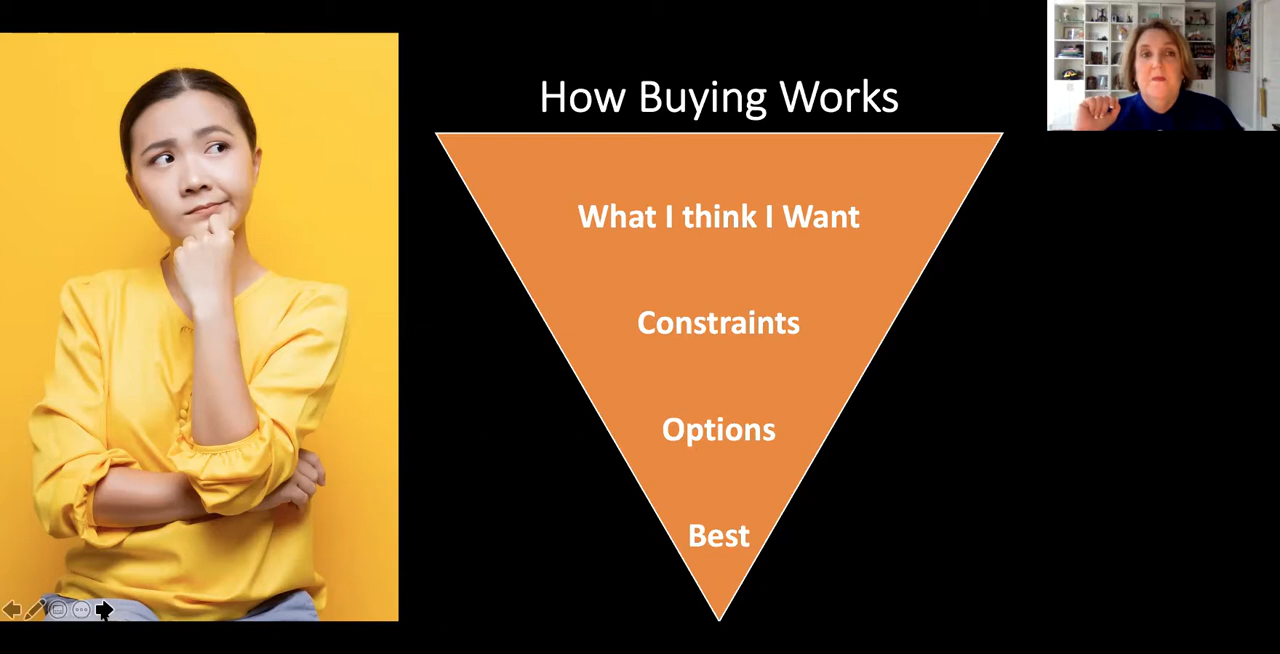 How Buying Works
What I think I Want
Constraints
Options
Best